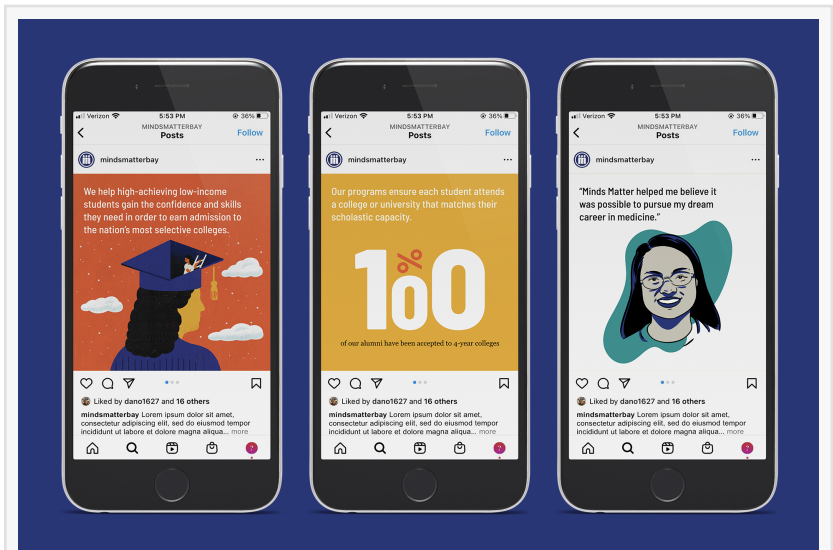 Verizon 5:53 PM 36%
MINDSMATTERBAY
Posts
Follow
mindsmatterbay
We help high-achieving low-income
students gain the confidence and skills
they need in order to earn admission to
the nation's most selective colleges.
Liked by dano1627 and 16 others
mindsmatterbay Lorem ipsum dolor sit amet,
consectetur adipiscing elit, sed do eiusmod tempor
incididunt ut labore et dolore magna aliqua... more
?
Verizon 5:53 PM 36%
MINDSMATTERBAY
Posts
Follow
mindsmatterbay
Our programs ensure each student attends
a college or university that matches their
scholastic capacity.
100%
of our alumni have been accepted to 4-year colleges
Liked by dano1627 and 16 others
mindsmatterbay Lorem ipsum dolor sit amet,
consectetur adipiscing elit, sed do eiusmod tempor
incididunt ut labore et dolore magna aliqua... more
?
Verizon 5:53 PM 36%
MINDSMATTERBAY
Posts
Follow
mindsmatterbay
"Minds Matter helped me believe it
was possible to pursue my dream
career in medicine."
Liked by dano1627 and 16 others
mindsmatterbay Lorem ipsum dolor sit amet,
consectetur adipiscing elit, sed do eiusmod tempor
incididunt ut labore et dolore magna aliqua... more
?